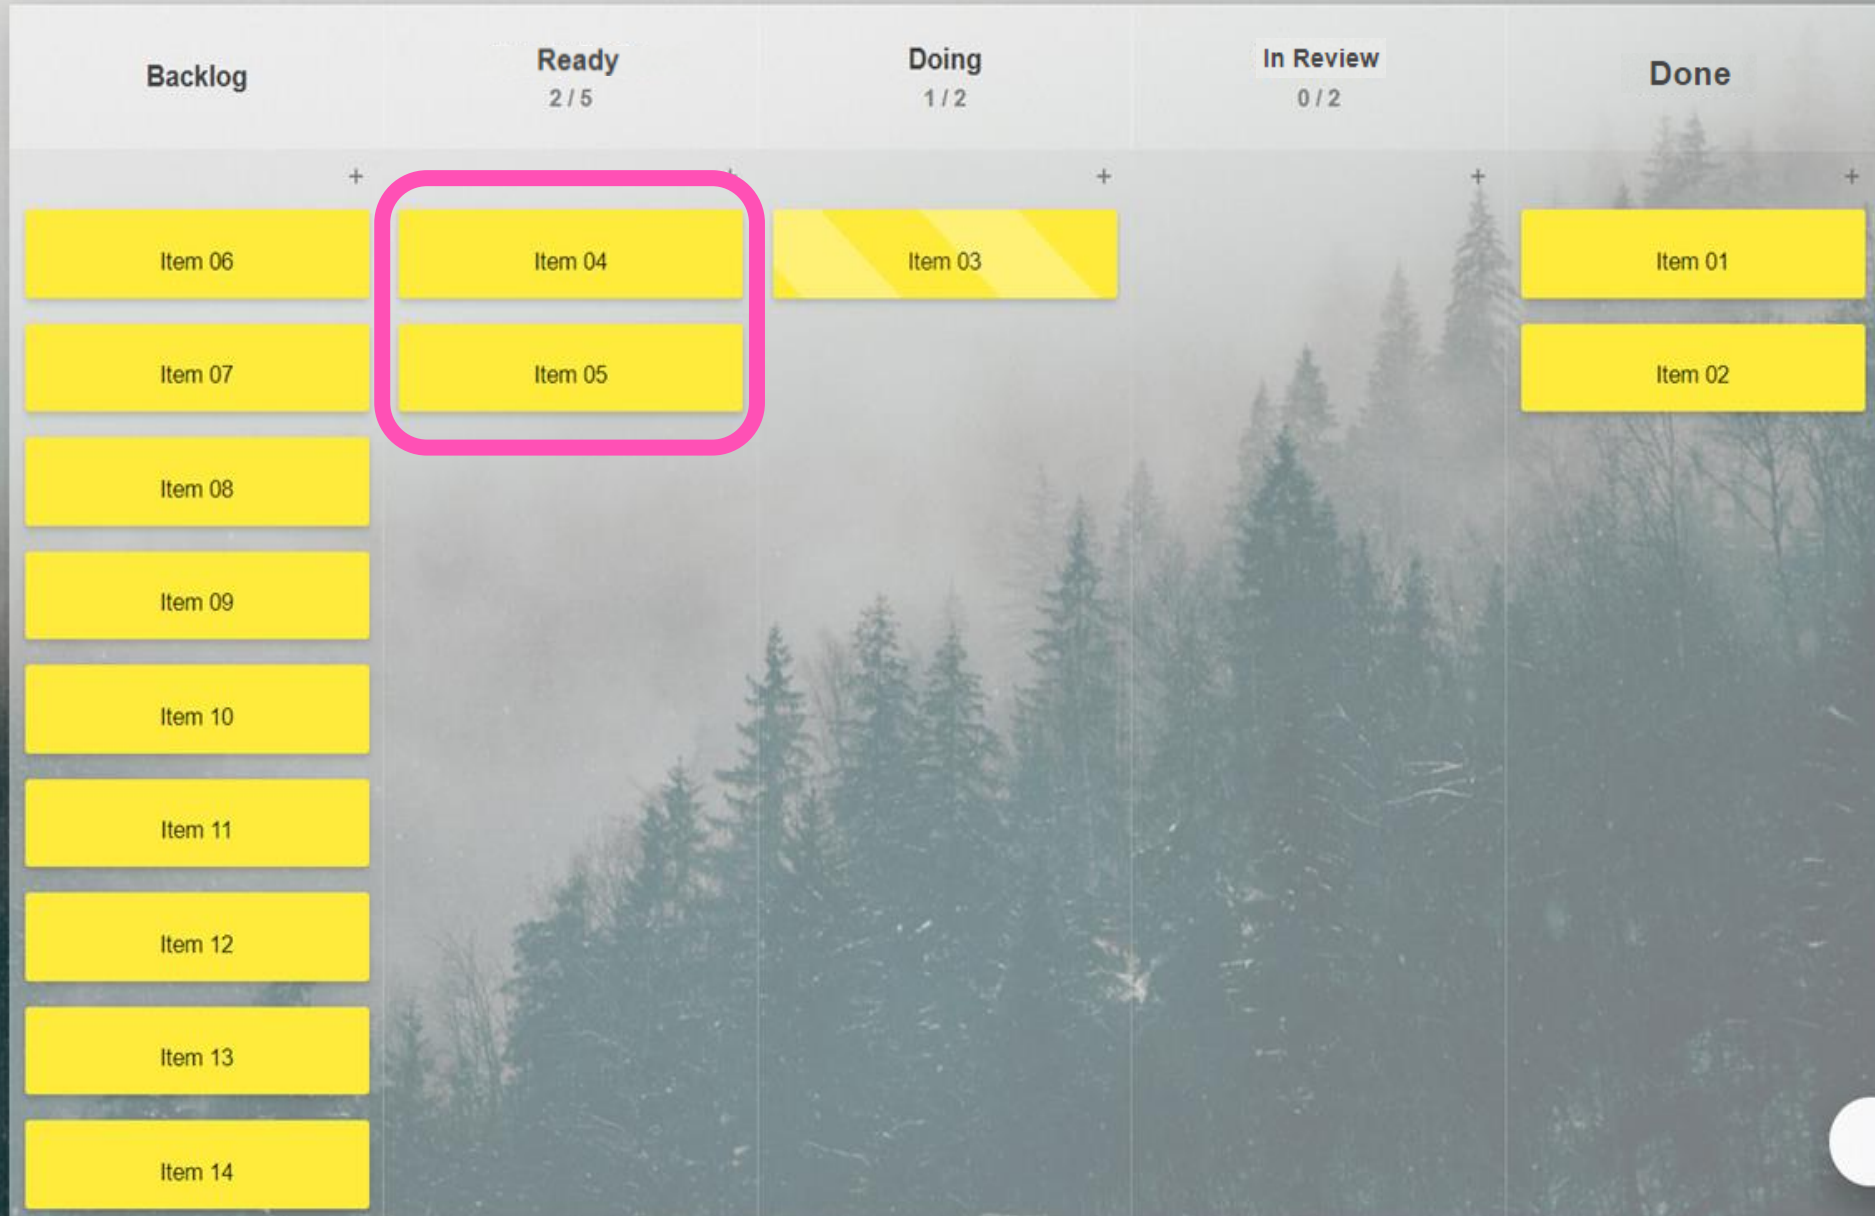 Backlog
Ready
2 / 5
Doing
1 / 2
In Review
0 / 2
Done
+
+
+
+
+
Item 06
Item 04
Item 03
Item 01
Item 07
Item 05
Item 02
Item 08
Item 09
Item 10
Item 11
Item 12
Item 13
Item 14